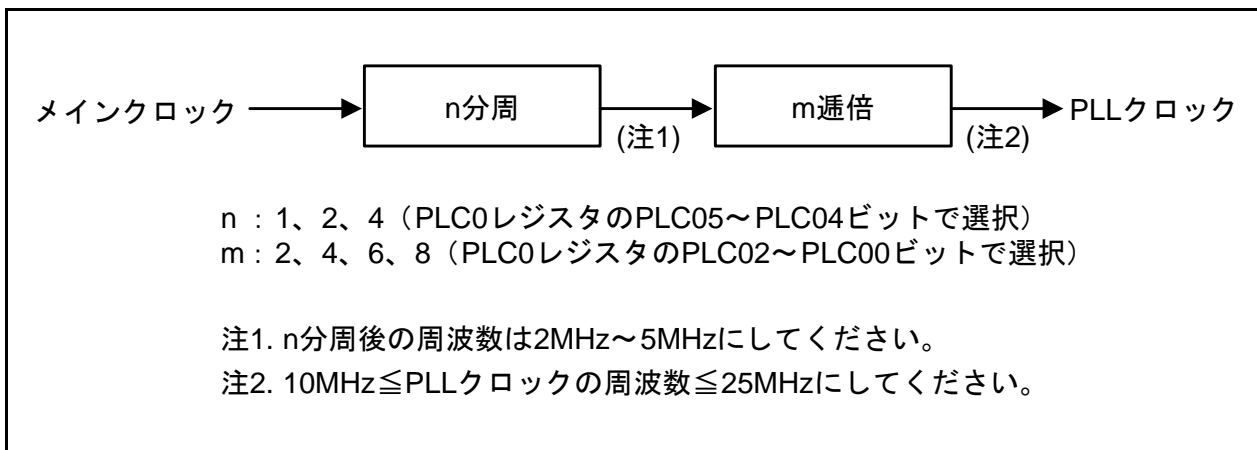 メインクロック n分周 (注1) m逓倍 (注2) PLLクロック
n：1、2、4（PLC0レジスタのPLC05～PLC04ビットで選択）
m：2、4、6、8（PLC0レジスタのPLC02～PLC00ビットで選択）
注1. n分周後の周波数は2MHz～5MHzにしてください。
注2. 10MHz≦PLLクロックの周波数≦25MHzにしてください。